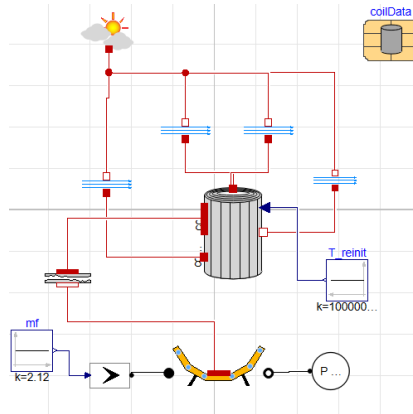 coilData
T_reinit
k=100000...
mf
k=2.12
P ...